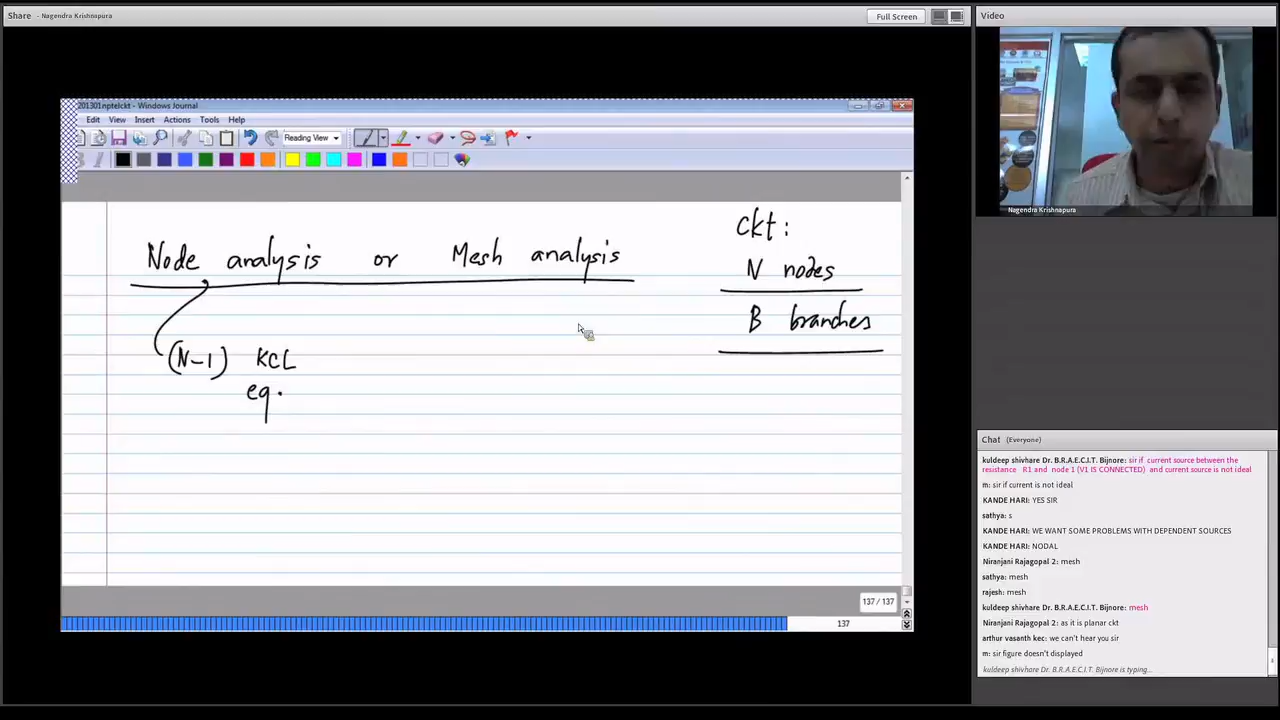 Share - Nagendra Krishnapura
Full Screen
Video
201301nptelckt - Windows Journal
Edit View Insert Actions Tools Help
Reading View
Node analysis or Mesh analysis
(N-1) KCL
eq.
Ckt:
N nodes
B branches
137 / 137
137
Nagendra Krishnapura
Chat (Everyone)
kuldeep shivhare Dr. B.R.A.E.C.I.T. Bijnore: sir if current source between the
resistance R1 and node 1 (V1 IS CONNECTED) and current source is not ideal
m: sir if current is not ideal
KANDE HARI: YES SIR
sathya: s
KANDE HARI: WE WANT SOME PROBLEMS WITH DEPENDENT SOURCES
KANDE HARI: NODAL
Niranjani Rajagopal 2: mesh
sathya: mesh
rajesh: mesh
kuldeep shivhare Dr. B.R.A.E.C.I.T. Bijnore: mesh
Niranjani Rajagopal 2: as it is planar ckt
arthur vasanth kec: we can't hear you sir
m: sir figure doesn't displayed
kuldeep shivhare Dr. B.R.A.E.C.I.T. Bijnore is typing...